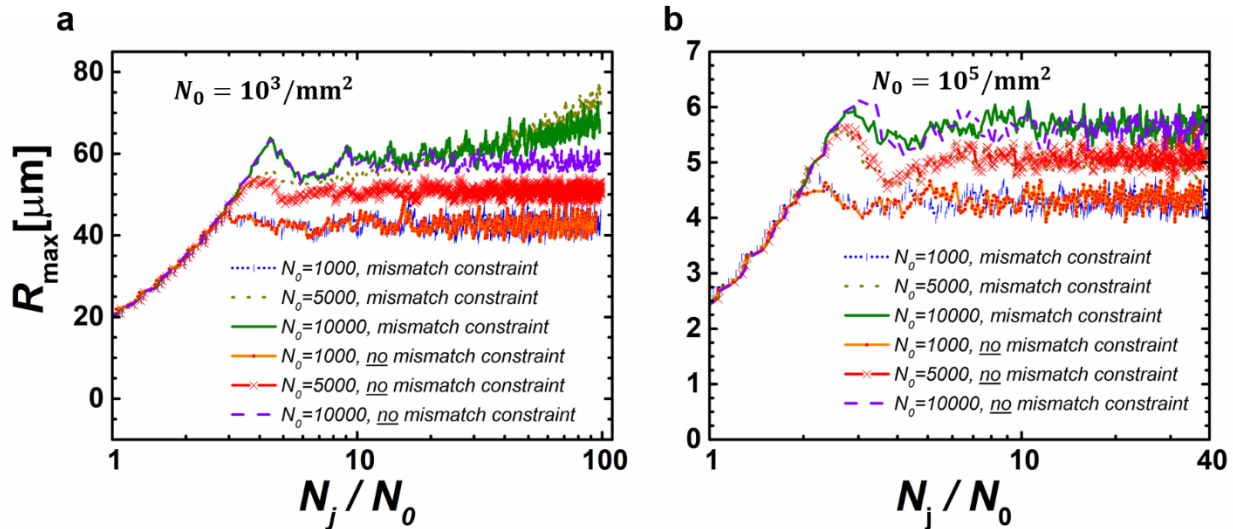 a
N₀ = 10³/mm²
80
60
40
20
0
R_max[μm]
N₀=1000, mismatch constraint
N₀=5000, mismatch constraint
N₀=10000, mismatch constraint
N₀=1000, no mismatch constraint
N₀=5000, no mismatch constraint
N₀=10000, no mismatch constraint
1 10 100
N_j / N₀
b
N₀ = 10⁵/mm²
7
6
5
4
3
2
1
0
N₀=1000, mismatch constraint
N₀=5000, mismatch constraint
N₀=10000, mismatch constraint
N₀=1000, no mismatch constraint
N₀=5000, no mismatch constraint
N₀=10000, no mismatch constraint
1 10 40
N_j / N₀